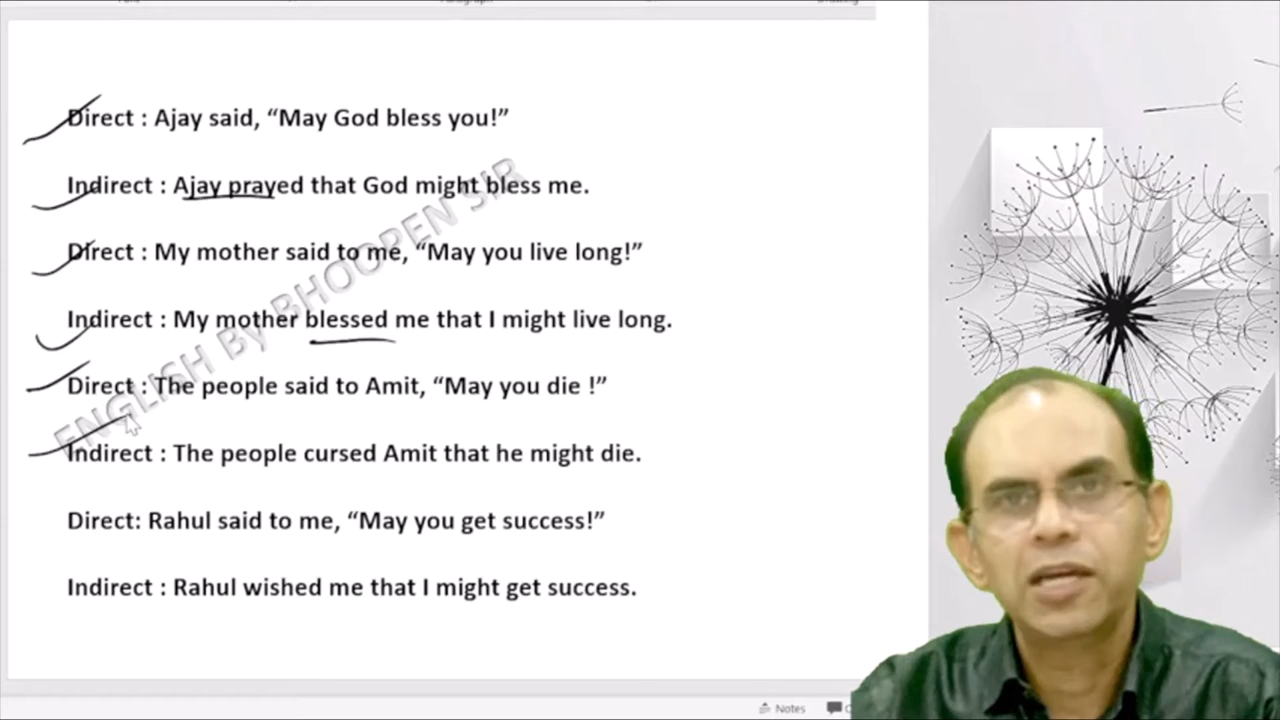 Direct : Ajay said, “May God bless you!”
Indirect : Ajay prayed that God might bless me.
Direct : My mother said to me, “May you live long!”
Indirect : My mother blessed me that I might live long.
Direct : The people said to Amit, “May you die !”
Indirect : The people cursed Amit that he might die.
Direct: Rahul said to me, “May you get success!”
Indirect : Rahul wished me that I might get success.
ENGLISH By BHOOPEN SIR
Notes